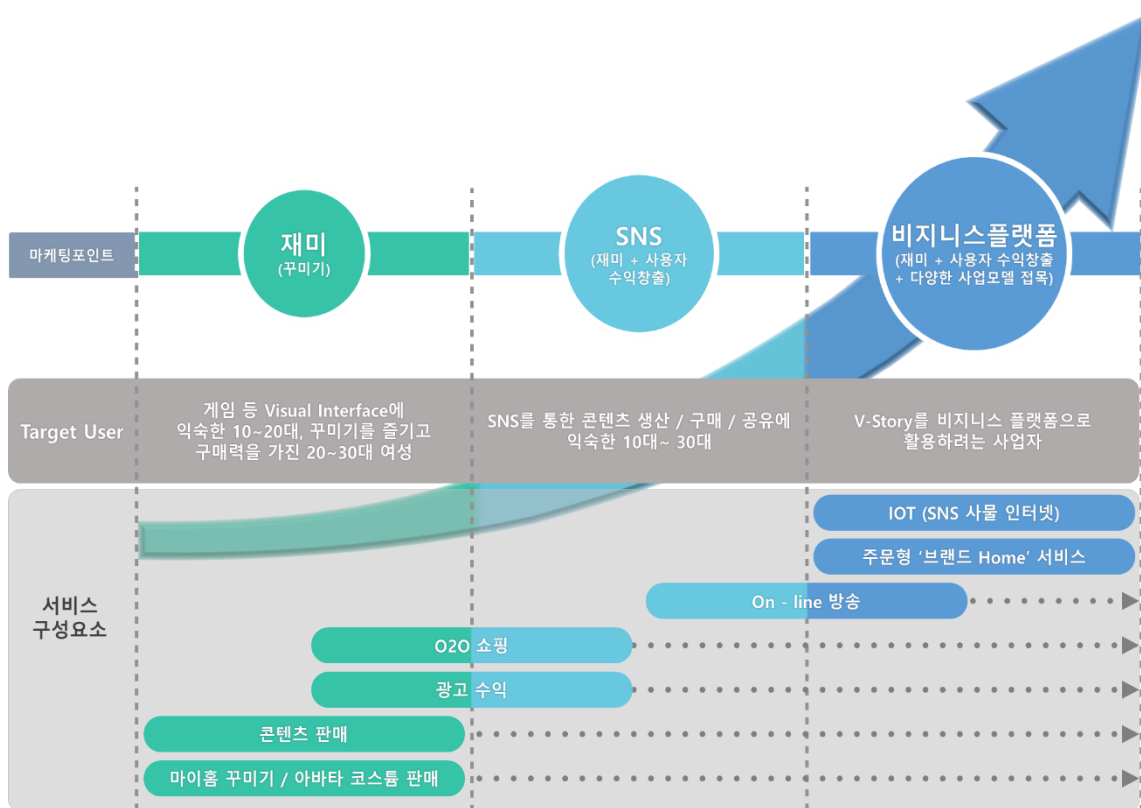 마케팅포인트
재미
(꾸미기)
SNS
(재미 + 사용자
수익창출)
비지니스플랫폼
(재미 + 사용자 수익창출
+ 다양한 사업모델 접목)
Target User
게임 등 Visual Interface에
익숙한 10~20대, 꾸미기를 즐기고
구매력을 가진 20~30대 여성
SNS를 통한 콘텐츠 생산 / 구매 / 공유에
익숙한 10대~ 30대
V-Story를 비지니스 플랫폼으로
활용하려는 사업자
서비스
구성요소
IOT (SNS 사물 인터넷)
주문형 ‘브랜드 Home’ 서비스
On - line 방송
O2O 쇼핑
광고 수익
콘텐츠 판매
마이홈 꾸미기 / 아바타 코스튬 판매